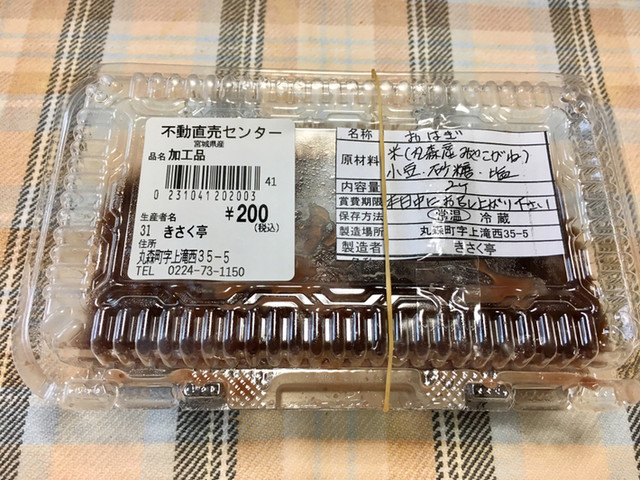 不動直売センター
宮城県産
品名 加工品
41
0 231041 202003
¥200
(税込)
生産者名
31 きさく亭
住所
丸森町字上滝西35-5
TEL 0224-73-1150
名称 おはぎ
原材料 米(丸森産みやこがね)
小豆・砂糖・塩
内容量 2ケ
賞費期限 本日中にお召し上がり下さい
保存方法 常温 冷蔵
製造場所 丸森町字上滝西35-5
製造者 きさく亭